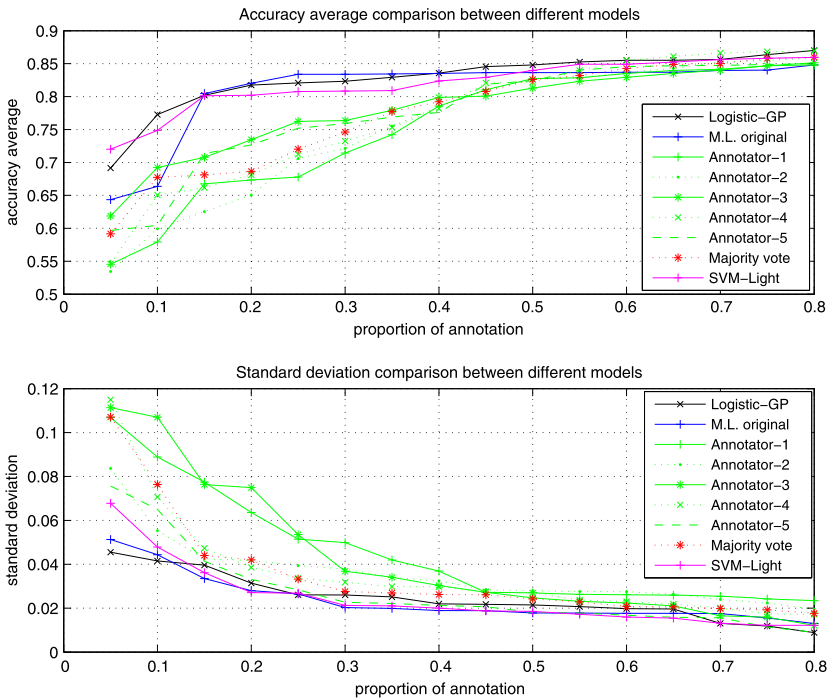 Accuracy average comparison between different models
0.9
0.85
0.8
0.75
0.7
0.65
0.6
0.55
0.5
accuracy average
Logistic−GP
M.L. original
Annotator−1
Annotator−2
Annotator−3
Annotator−4
Annotator−5
Majority vote
SVM−Light
0 0.1 0.2 0.3 0.4 0.5 0.6 0.7 0.8
proportion of annotation
Standard deviation comparison between different models
0.12
0.1
0.08
0.06
0.04
0.02
0
standard deviation
Logistic−GP
M.L. original
Annotator−1
Annotator−2
Annotator−3
Annotator−4
Annotator−5
Majority vote
SVM−Light
0 0.1 0.2 0.3 0.4 0.5 0.6 0.7 0.8
proportion of annotation